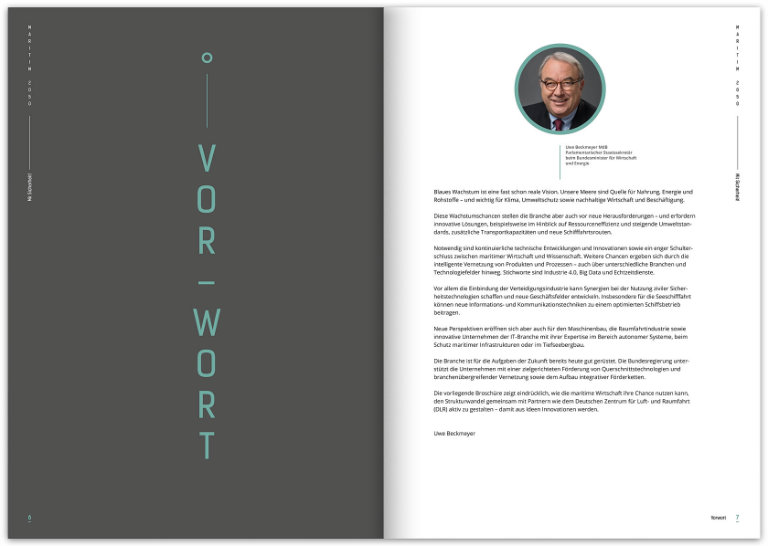 MARITIM 2050
Mit Sicherheit
VOR–WORT
6
MARITIM 2050
Mit Sicherheit
Uwe Beckmeyer MdB
Parlamentarischer Staatssekretär
beim Bundesminister für Wirtschaft
und Energie
Blaues Wachstum ist eine fast schon reale Vision. Unsere Meere sind Quelle für Nahrung, Energie und
Rohstoffe – und wichtig für Klima, Umweltschutz sowie nachhaltige Wirtschaft und Beschäftigung.
Diese Wachstumschancen stellen die Branche aber auch vor neue Herausforderungen – und erfordern
innovative Lösungen, beispielsweise im Hinblick auf Ressourceneffizienz und steigende Umweltstan-
dards, zusätzliche Transportkapazitäten und neue Schifffahrtsrouten.
Notwendig sind kontinuierliche technische Entwicklungen und Innovationen sowie ein enger Schulter-
schluss zwischen maritimer Wirtschaft und Wissenschaft. Weitere Chancen ergeben sich durch die
intelligente Vernetzung von Produkten und Prozessen – auch über unterschiedliche Branchen und
Technologiefelder hinweg. Stichworte sind Industrie 4.0, Big Data und Echtzeitdienste.
Vor allem die Einbindung der Verteidigungsindustrie kann Synergien bei der Nutzung ziviler Sicher-
heitstechnologien schaffen und neue Geschäftsfelder entwickeln. Insbesondere für die Seeschifffahrt
können neue Informations- und Kommunikationstechniken zu einem optimierten Schiffsbetrieb
beitragen.
Neue Perspektiven eröffnen sich aber auch für den Maschinenbau, die Raumfahrtindustrie sowie
innovative Unternehmen der IT-Branche mit ihrer Expertise im Bereich autonomer Systeme, beim
Schutz maritimer Infrastrukturen oder im Tiefseebergbau.
Die Branche ist für die Aufgaben der Zukunft bereits heute gut gerüstet. Die Bundesregierung unter-
stützt die Unternehmen mit einer zielgerichteten Förderung von Querschnittstechnologien und
branchenübergreifender Vernetzung sowie dem Aufbau integrativer Förderketten.
Die vorliegende Broschüre zeigt eindrücklich, wie die maritime Wirtschaft ihre Chance nutzen kann,
den Strukturwandel gemeinsam mit Partnern wie dem Deutschen Zentrum für Luft- und Raumfahrt
(DLR) aktiv zu gestalten – damit aus Ideen Innovationen werden.
Uwe Beckmeyer
Vorwort
7